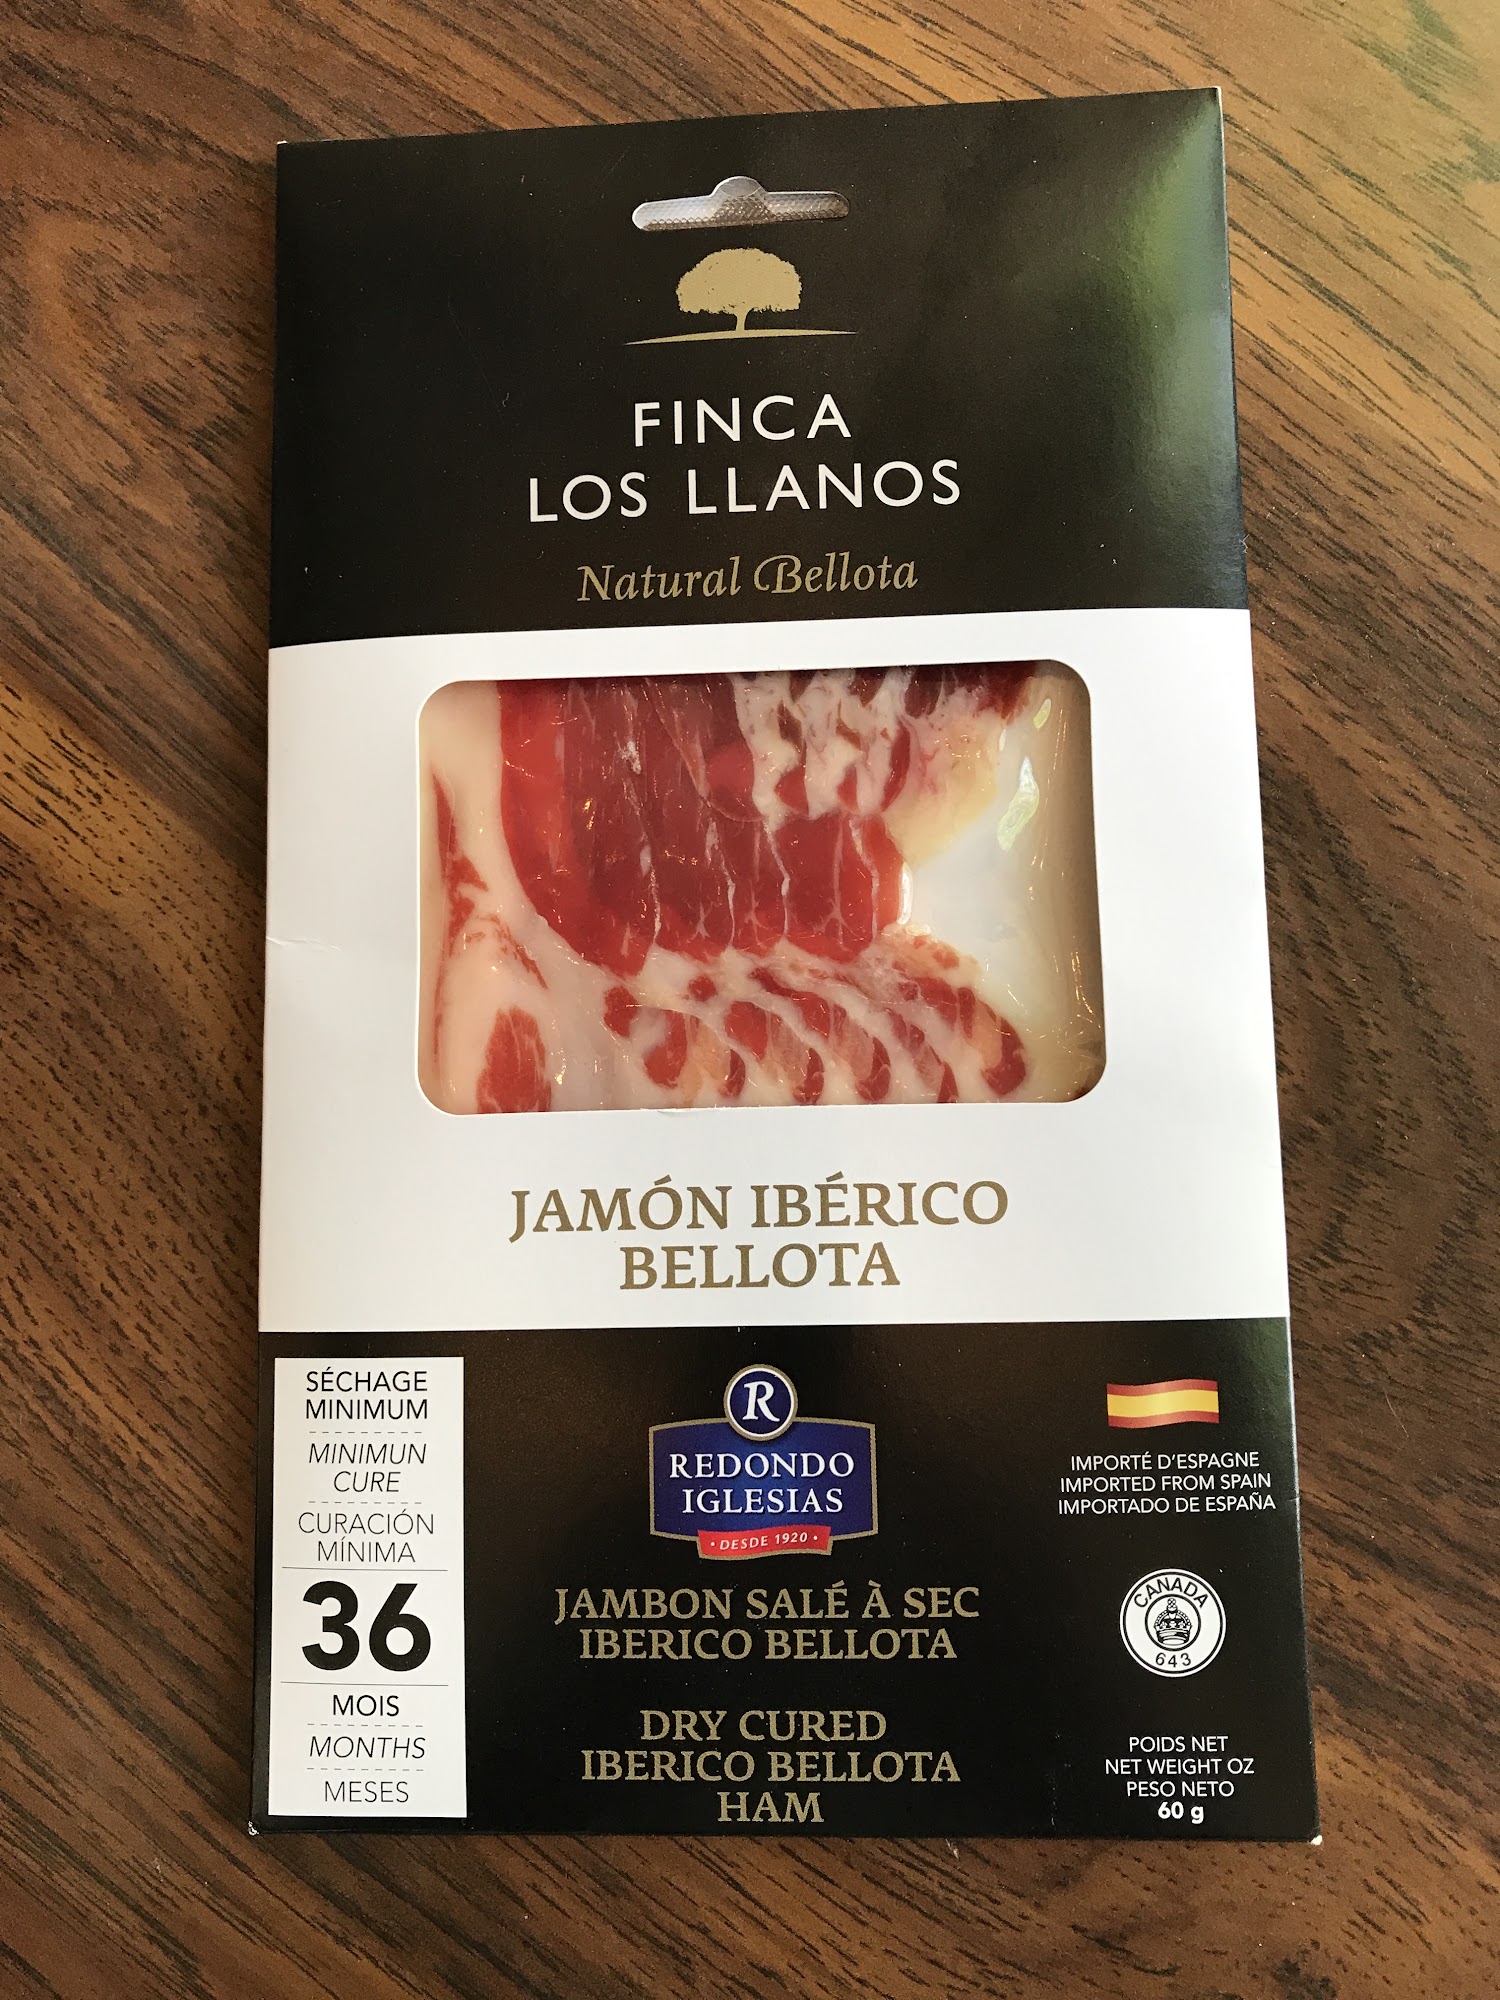 FINCA
LOS LLANOS
Natural Bellota
JAMÓN IBÉRICO
BELLOTA
SÉCHAGE
MINIMUM
MINIMUN
CURE
CURACIÓN
MÍNIMA
36
MOIS
MONTHS
MESES
R
REDONDO
IGLESIAS
• DESDE 1920 •
JAMBON SALÉ À SEC
IBERICO BELLOTA
DRY CURED
IBERICO BELLOTA
HAM
IMPORTÉ D'ESPAGNE
IMPORTED FROM SPAIN
IMPORTADO DE ESPAÑA
CANADA
643
POIDS NET
NET WEIGHT OZ
PESO NETO
60 g